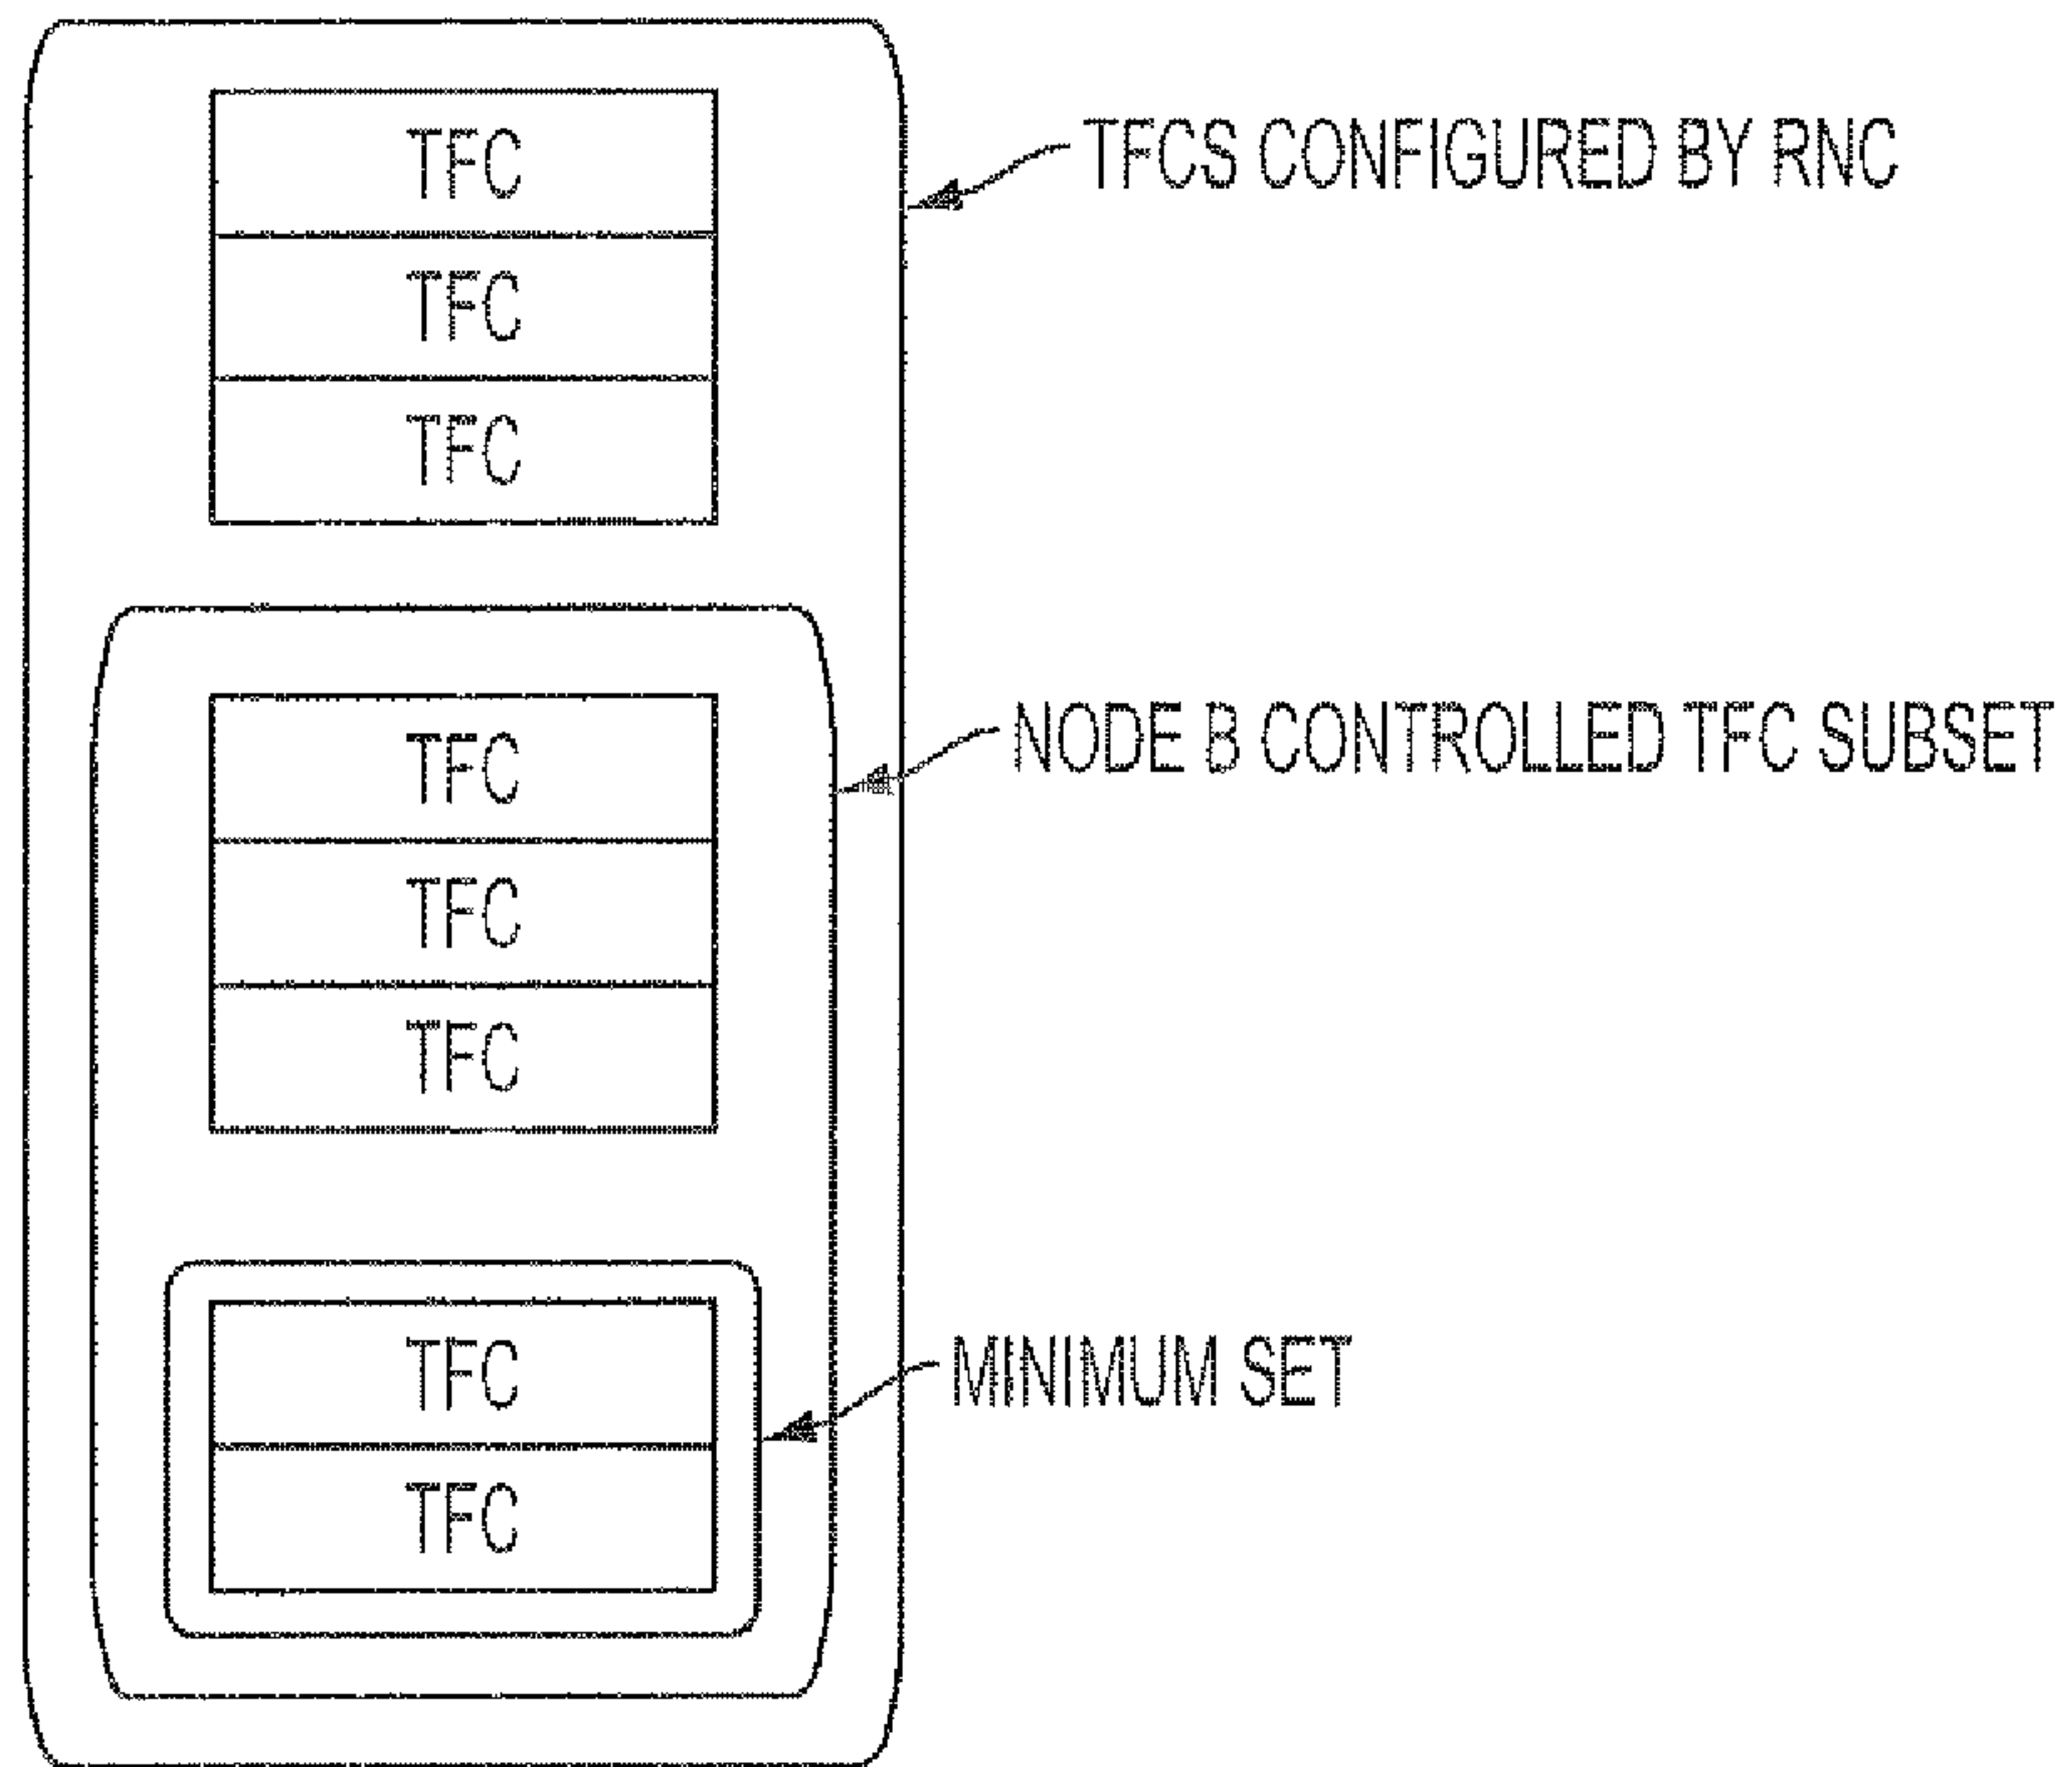 TFC
TFCS CONFIGURED BY RNC
TFC
TFC
TFC
NODE B CONTROLLED TFC SUBSET
TFC
TFC
TFC
MINIMUM SET
TFC